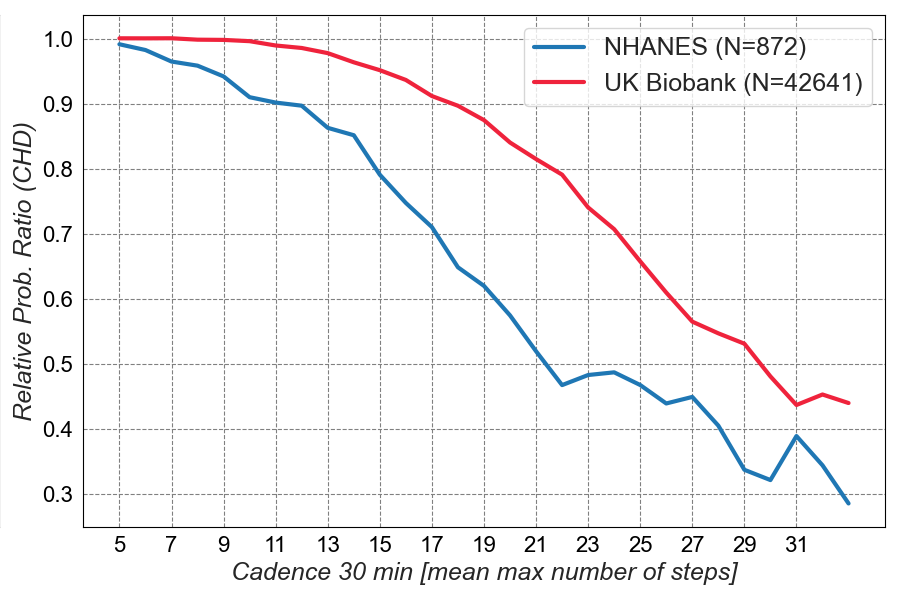 NHANES (N=872)
UK Biobank (N=42641)
Relative Prob. Ratio (CHD)
1.0
0.9
0.8
0.7
0.6
0.5
0.4
0.3
5 7 9 11 13 15 17 19 21 23 25 27 29 31
Cadence 30 min [mean max number of steps]